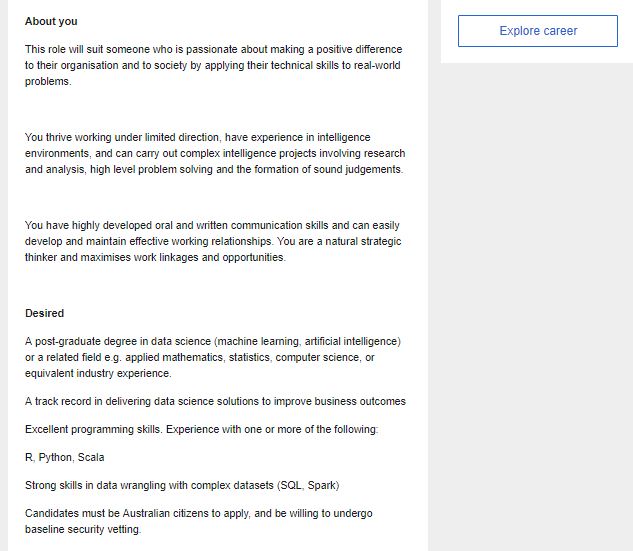 About you
This role will suit someone who is passionate about making a positive difference
to their organisation and to society by applying their technical skills to real-world
problems.
You thrive working under limited direction, have experience in intelligence
environments, and can carry out complex intelligence projects involving research
and analysis, high level problem solving and the formation of sound judgements.
You have highly developed oral and written communication skills and can easily
develop and maintain effective working relationships. You are a natural strategic
thinker and maximises work linkages and opportunities.
Desired
A post-graduate degree in data science (machine learning, artificial intelligence)
or a related field e.g. applied mathematics, statistics, computer science, or
equivalent industry experience.
A track record in delivering data science solutions to improve business outcomes
Excellent programming skills. Experience with one or more of the following:
R, Python, Scala
Strong skills in data wrangling with complex datasets (SQL, Spark)
Candidates must be Australian citizens to apply, and be willing to undergo
baseline security vetting.
Explore career